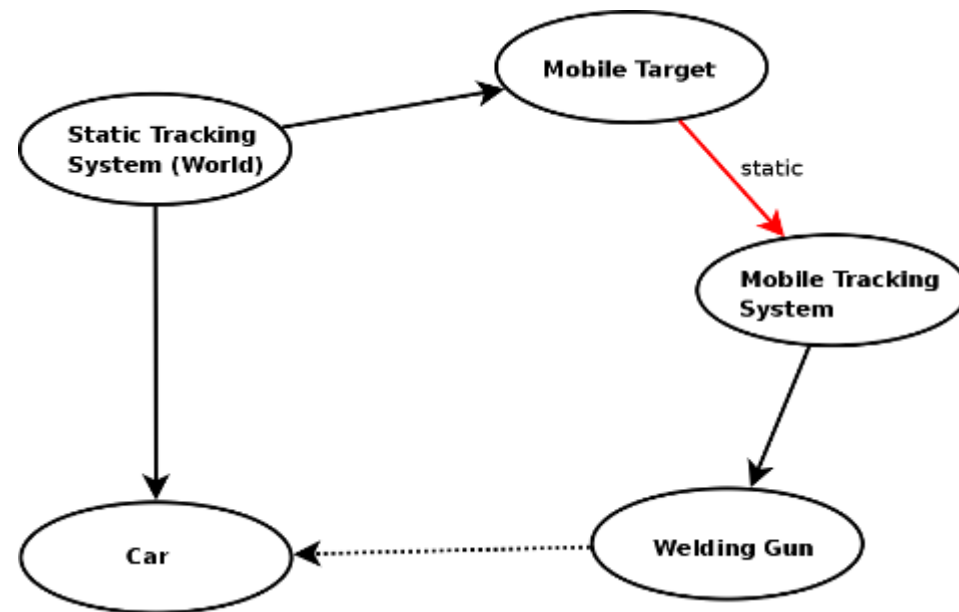 Mobile Target
Static Tracking
System (World)
static
Mobile Tracking
System
Car
Welding Gun